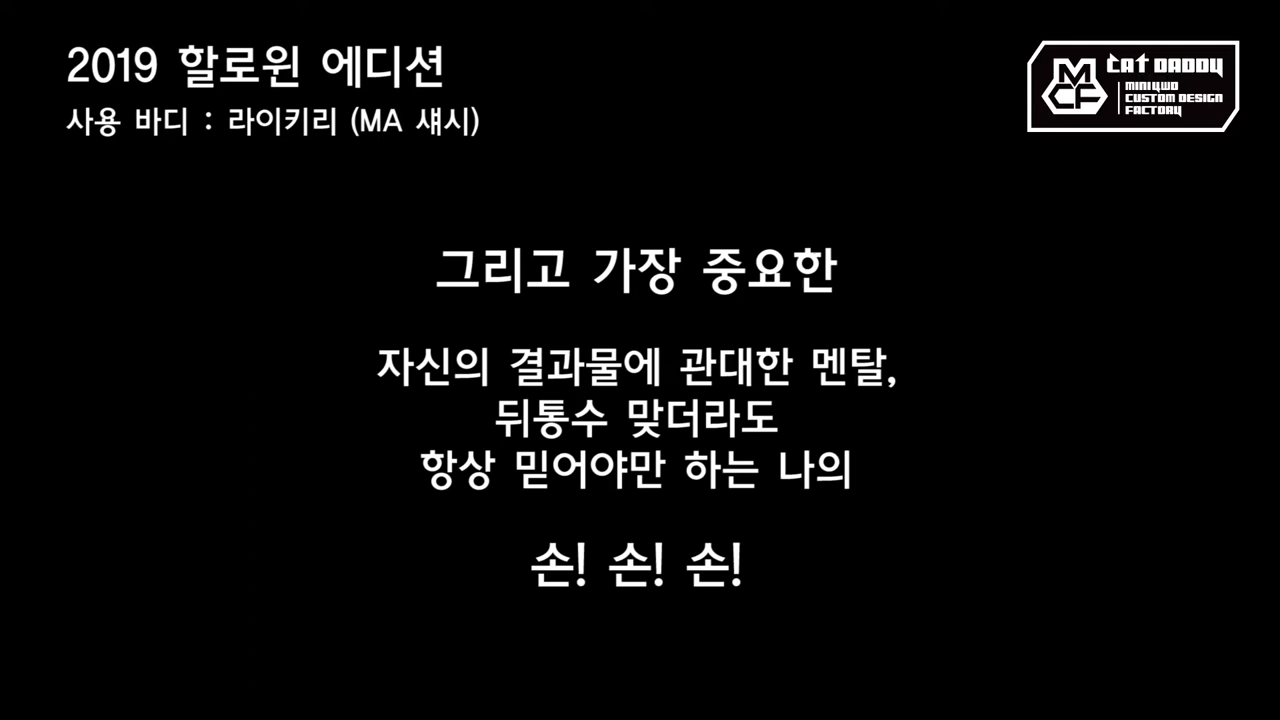 2019 할로윈 에디션
사용 바디 : 라이키리 (MA 섀시)
MCF
CAT DADDY
MINI4WD
CUSTOM DESIGN
FACTORY
그리고 가장 중요한
자신의 결과물에 관대한 멘탈,
뒤통수 맞더라도
항상 믿어야만 하는 나의
손! 손! 손!